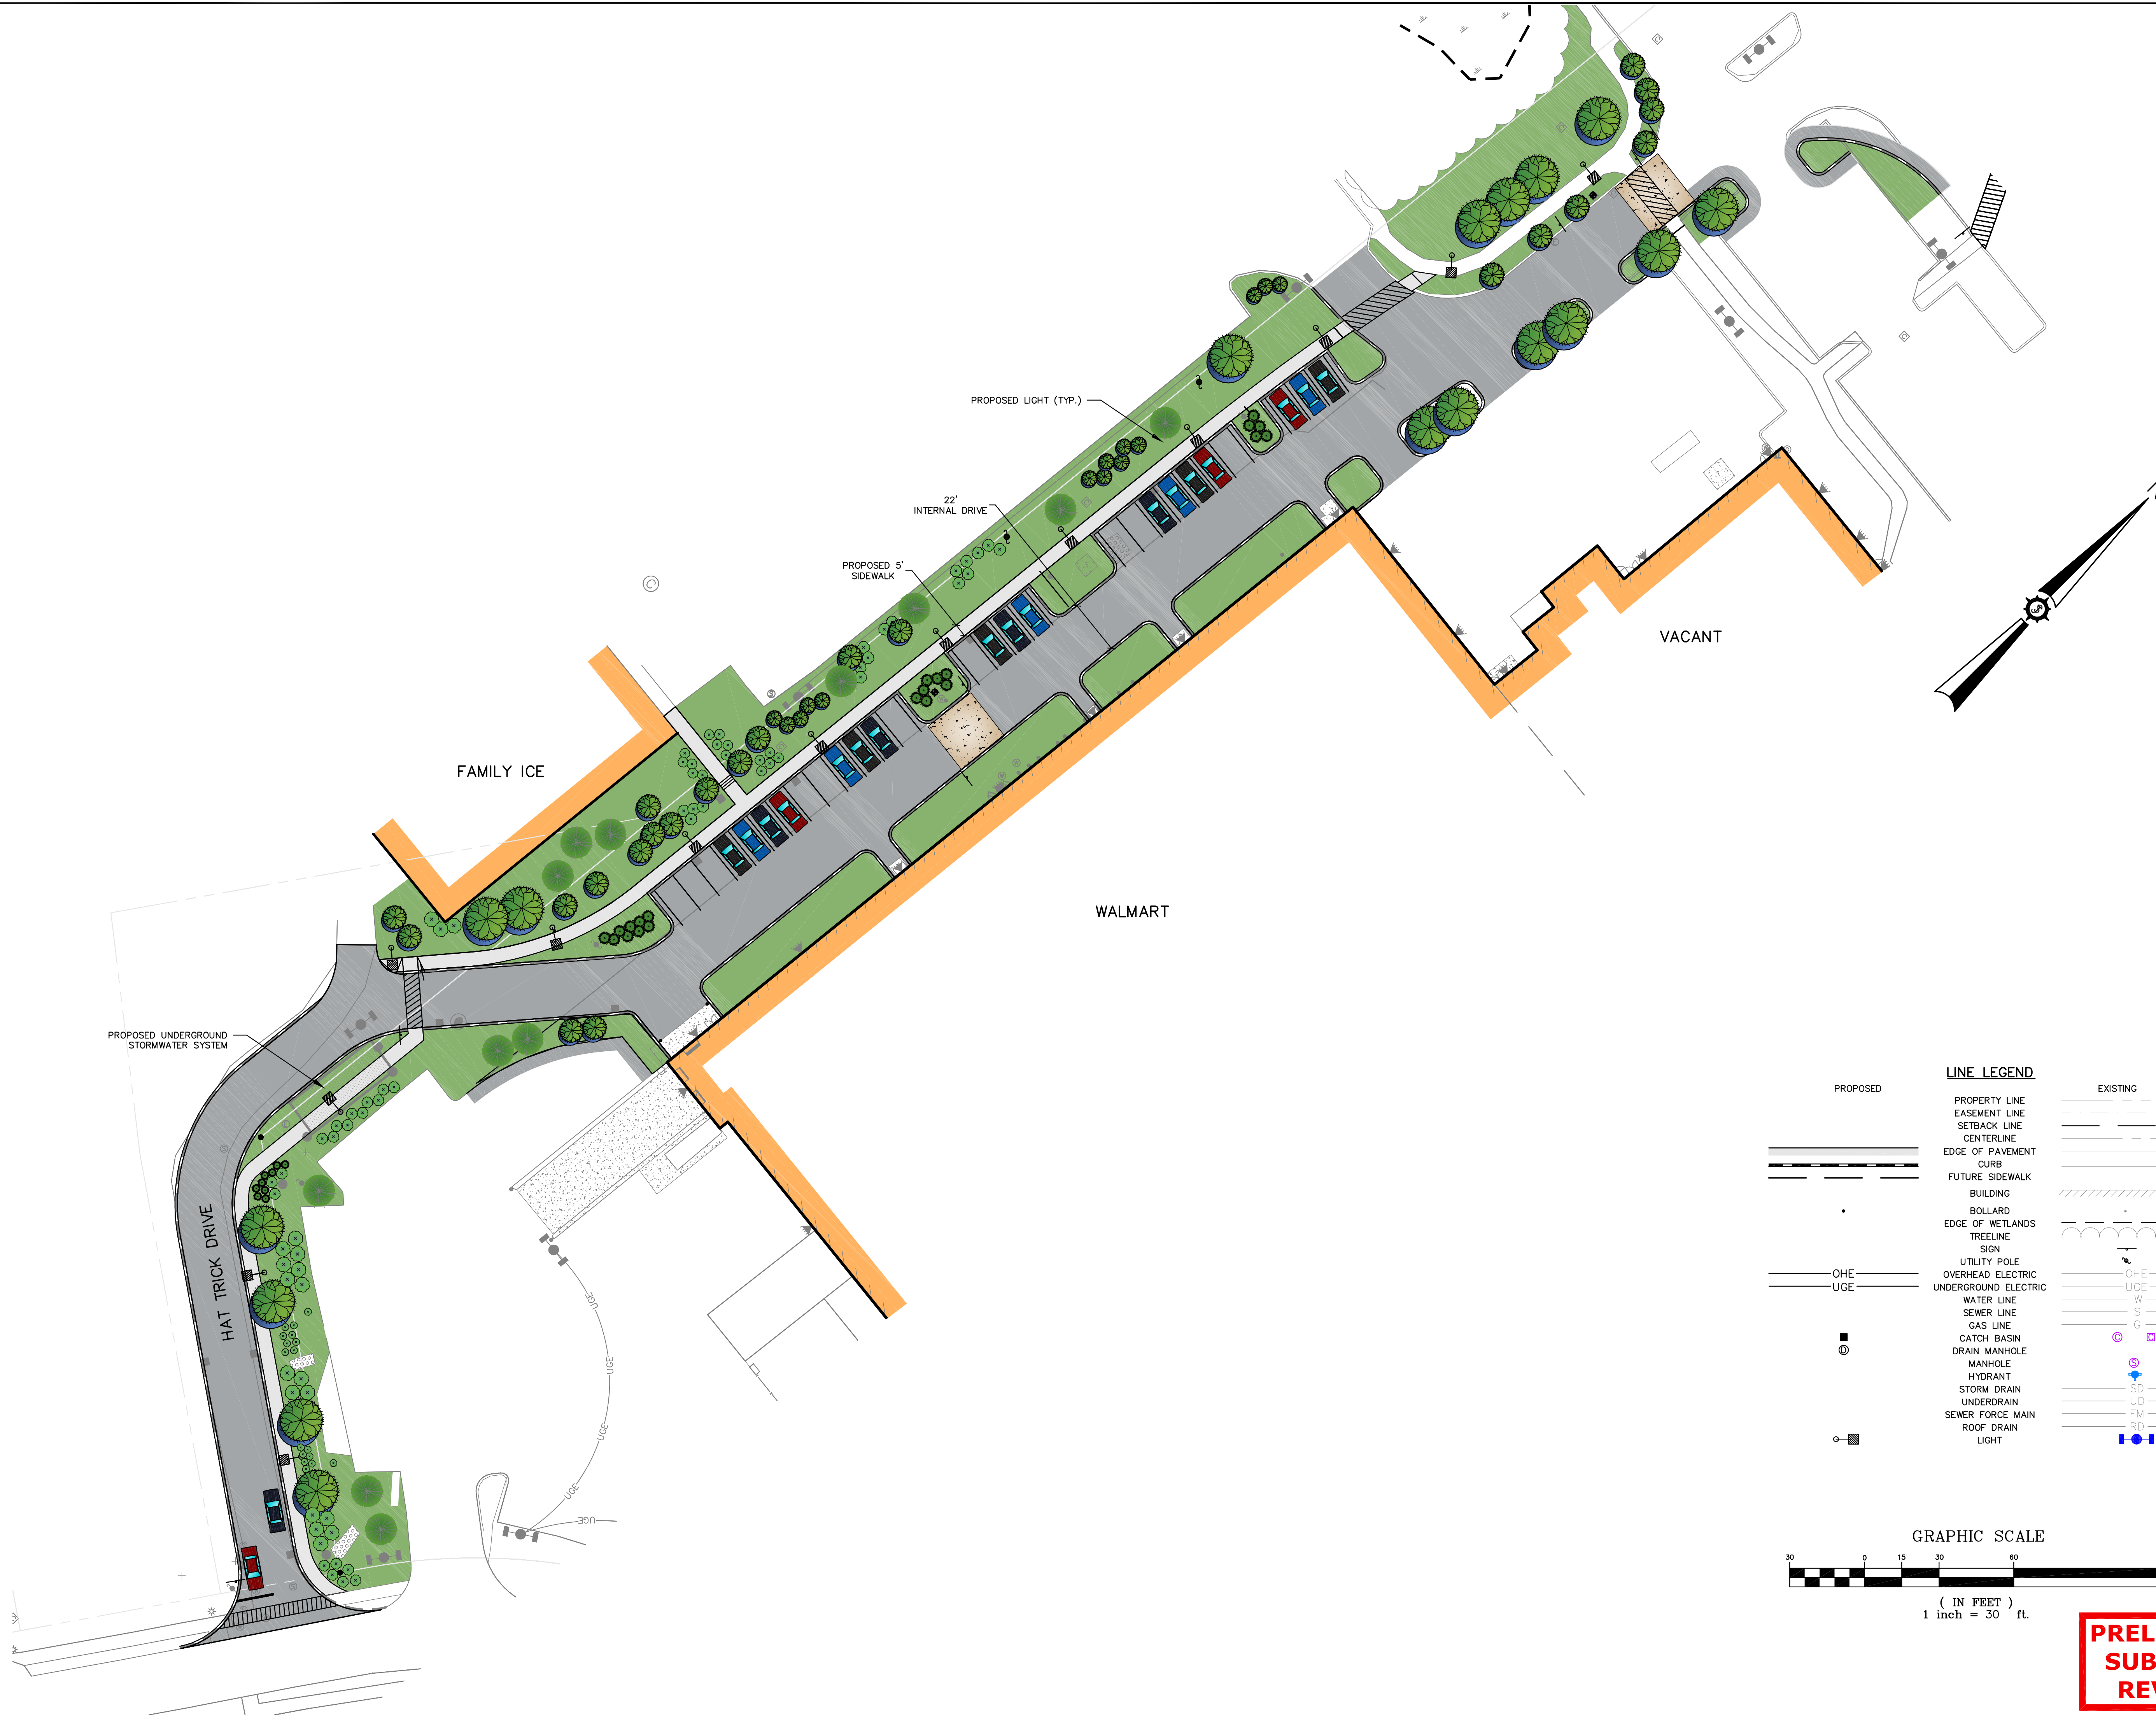 PROPOSED LIGHT (TYP.)
22'
INTERNAL DRIVE
PROPOSED 5'
SIDEWALK
VACANT
FAMILY ICE
WALMART
PROPOSED UNDERGROUND
STORMWATER SYSTEM
HAT TRICK DRIVE
UGE
UGE
UGE
UGE
UGE
LINE LEGEND
PROPOSED
EXISTING
PROPERTY LINE
EASEMENT LINE
SETBACK LINE
CENTERLINE
EDGE OF PAVEMENT
CURB
FUTURE SIDEWALK
BUILDING
BOLLARD
EDGE OF WETLANDS
TREELINE
SIGN
UTILITY POLE
OHE OVERHEAD ELECTRIC OHE
UGE UNDERGROUND ELECTRIC UGE
WATER LINE W
SEWER LINE S
GAS LINE G
CATCH BASIN C C
D DRAIN MANHOLE
MANHOLE S
HYDRANT
STORM DRAIN SD
UNDERDRAIN UD
SEWER FORCE MAIN FM
ROOF DRAIN RD
LIGHT
GRAPHIC SCALE
30 0 15 30 60
( IN FEET )
1 inch = 30 ft.
PREL
SUB
REV